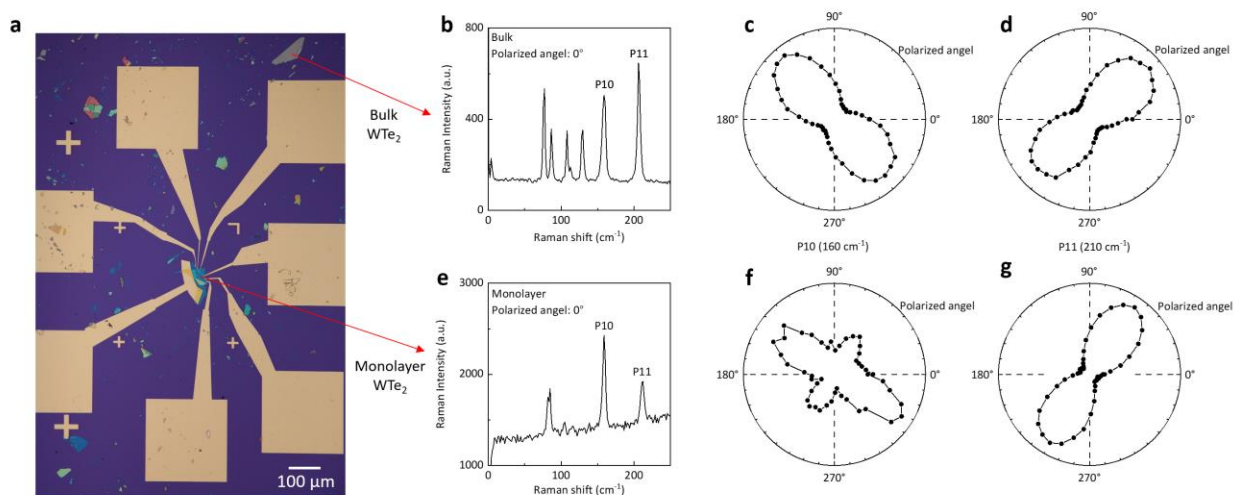 a
Bulk
WTe₂
Monolayer
WTe₂
100 μm
b
800
400
0
Raman Intensity (a.u.)
Bulk
Polarized angel: 0°
P10
P11
0
100
200
Raman shift (cm⁻¹)
c
90°
Polarized angel
180°
0°
270°
d
90°
Polarized angel
180°
0°
270°
P10 (160 cm⁻¹)
P11 (210 cm⁻¹)
e
3000
2000
1000
Raman Intensity (a.u.)
Monolayer
Polarized angel: 0°
P10
P11
0
100
200
Raman shift (cm⁻¹)
f
90°
Polarized angel
180°
0°
270°
g
90°
Polarized angel
180°
0°
270°